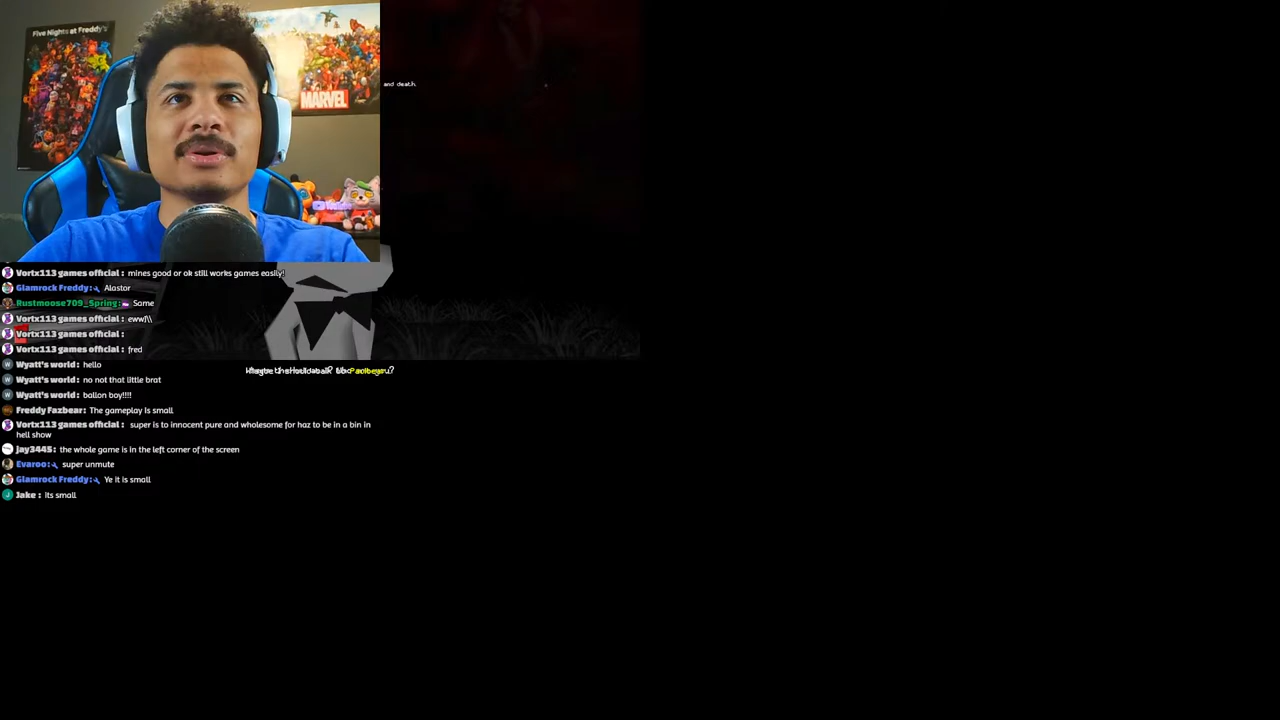 Five Nights at Freddy's
MARVEL
and death.
Vortx113 games official : mines good or ok still works games easily!
Glamrock Freddy: Alastor
Rustmoose709_Spring: Same
Vortx113 games official : eww]\\
Vortx113 games official :
Vortx113 games official : fred
Wyatt's world : hello
Wyatt's world : no not that little brat
Wyatt's world : ballon boy!!!!
Freddy Fazbear: The gameplay Is small
Vortx113 games official : super is to innocent pure and wholesome for haz to be in a bin in
hell show
jay3445: the whole game is in the left corner of the screen
Evaroo: super unmute
Glamrock Freddy: Ye it is small
Jake : Its small